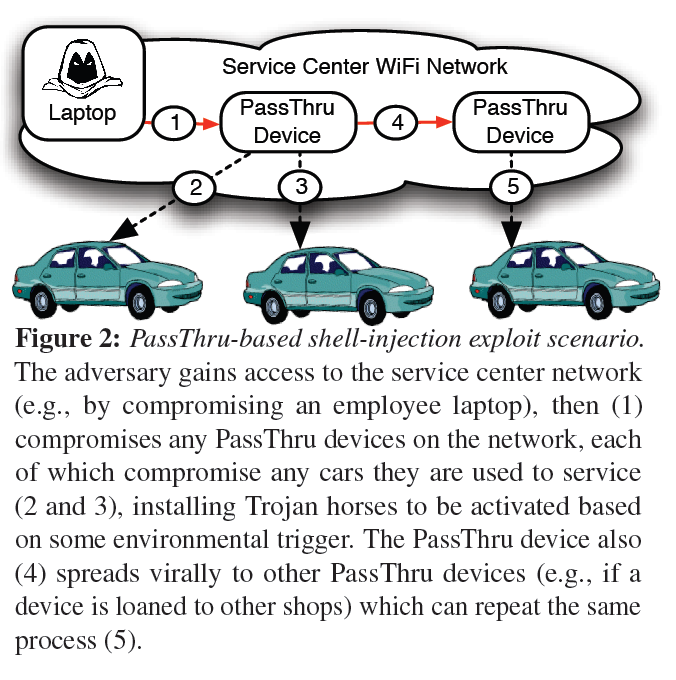 Service Center WiFi Network
Laptop
1
PassThru
Device
4
PassThru
Device
2
3
5
Figure 2: PassThru-based shell-injection exploit scenario.
The adversary gains access to the service center network
(e.g., by compromising an employee laptop), then (1)
compromises any PassThru devices on the network, each
of which compromise any cars they are used to service
(2 and 3), installing Trojan horses to be activated based
on some environmental trigger. The PassThru device also
(4) spreads virally to other PassThru devices (e.g., if a
device is loaned to other shops) which can repeat the same
process (5).